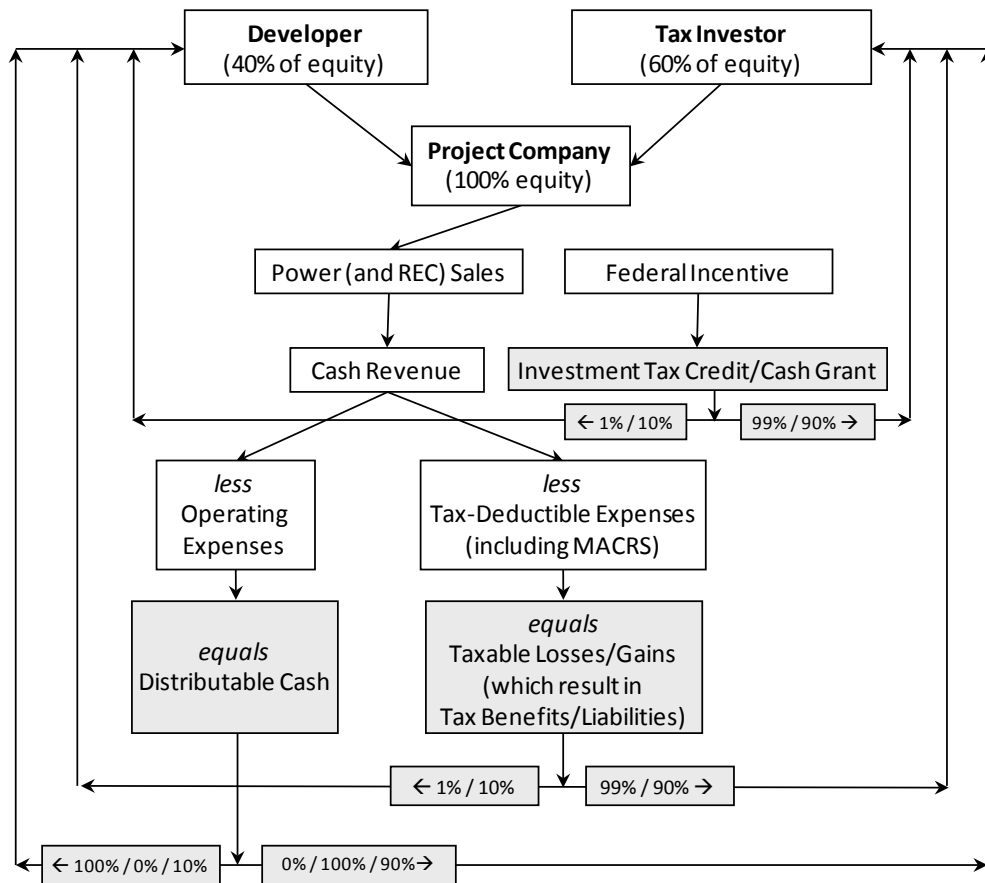 Developer
(40% of equity)
Tax Investor
(60% of equity)
Project Company
(100% equity)
Power (and REC) Sales
Federal Incentive
Cash Revenue
Investment Tax Credit/Cash Grant
← 1% / 10%
99% / 90% →
less
Operating
Expenses
less
Tax-Deductible Expenses
(including MACRS)
equals
Distributable Cash
equals
Taxable Losses/Gains
(which result in
Tax Benefits/Liabilities)
← 1% / 10%
99% / 90% →
← 100% / 0% / 10%
0% / 100% / 90%→